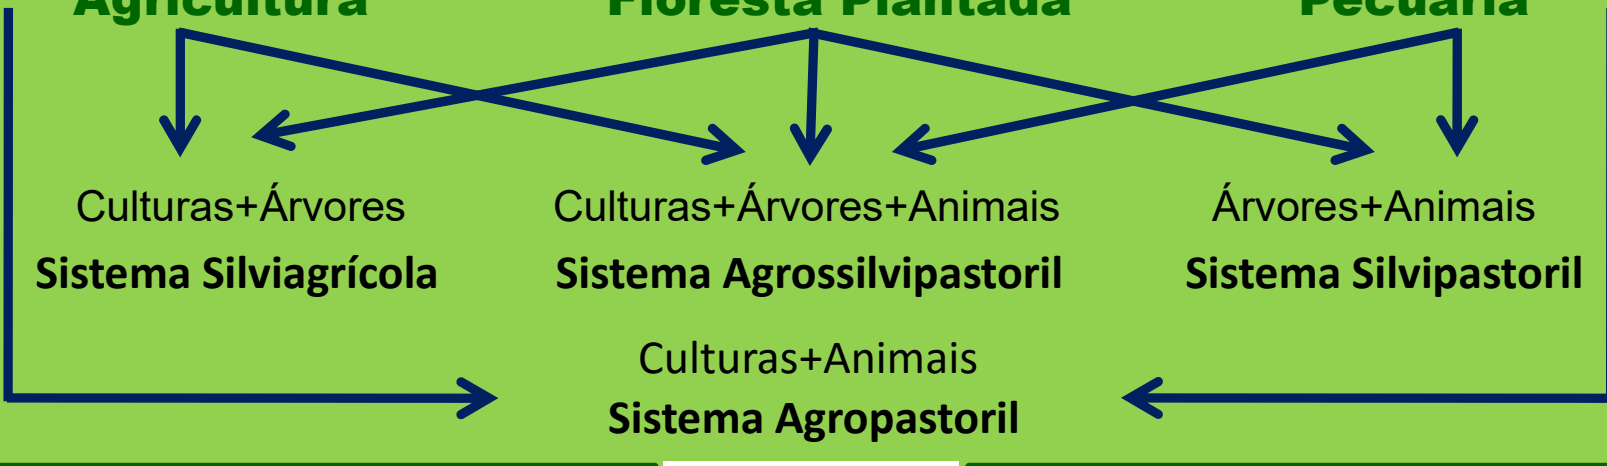 Agricultura Floresta Plantada Pecuária
Culturas+Árvores Culturas+Árvores+Animais Árvores+Animais
Sistema Silviagrícola Sistema Agrossilvipastoril Sistema Silvipastoril
Culturas+Animais
Sistema Agropastoril